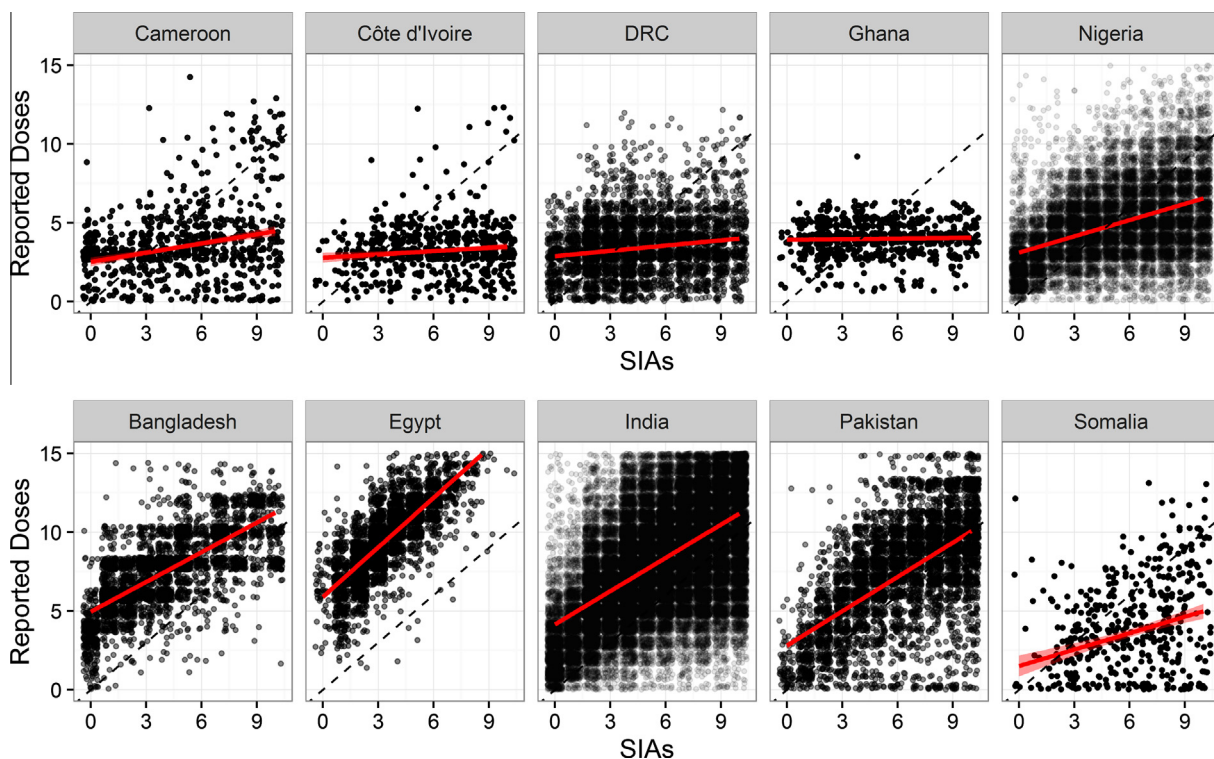 Cameroon Côte d'Ivoire DRC Ghana Nigeria
Reported Doses
15
10
5
0
0 3 6 9 0 3 6 9 0 3 6 9 0 3 6 9 0 3 6 9
SIAs
Bangladesh Egypt India Pakistan Somalia
Reported Doses
15
10
5
0
0 3 6 9 0 3 6 9 0 3 6 9 0 3 6 9 0 3 6 9
SIAs